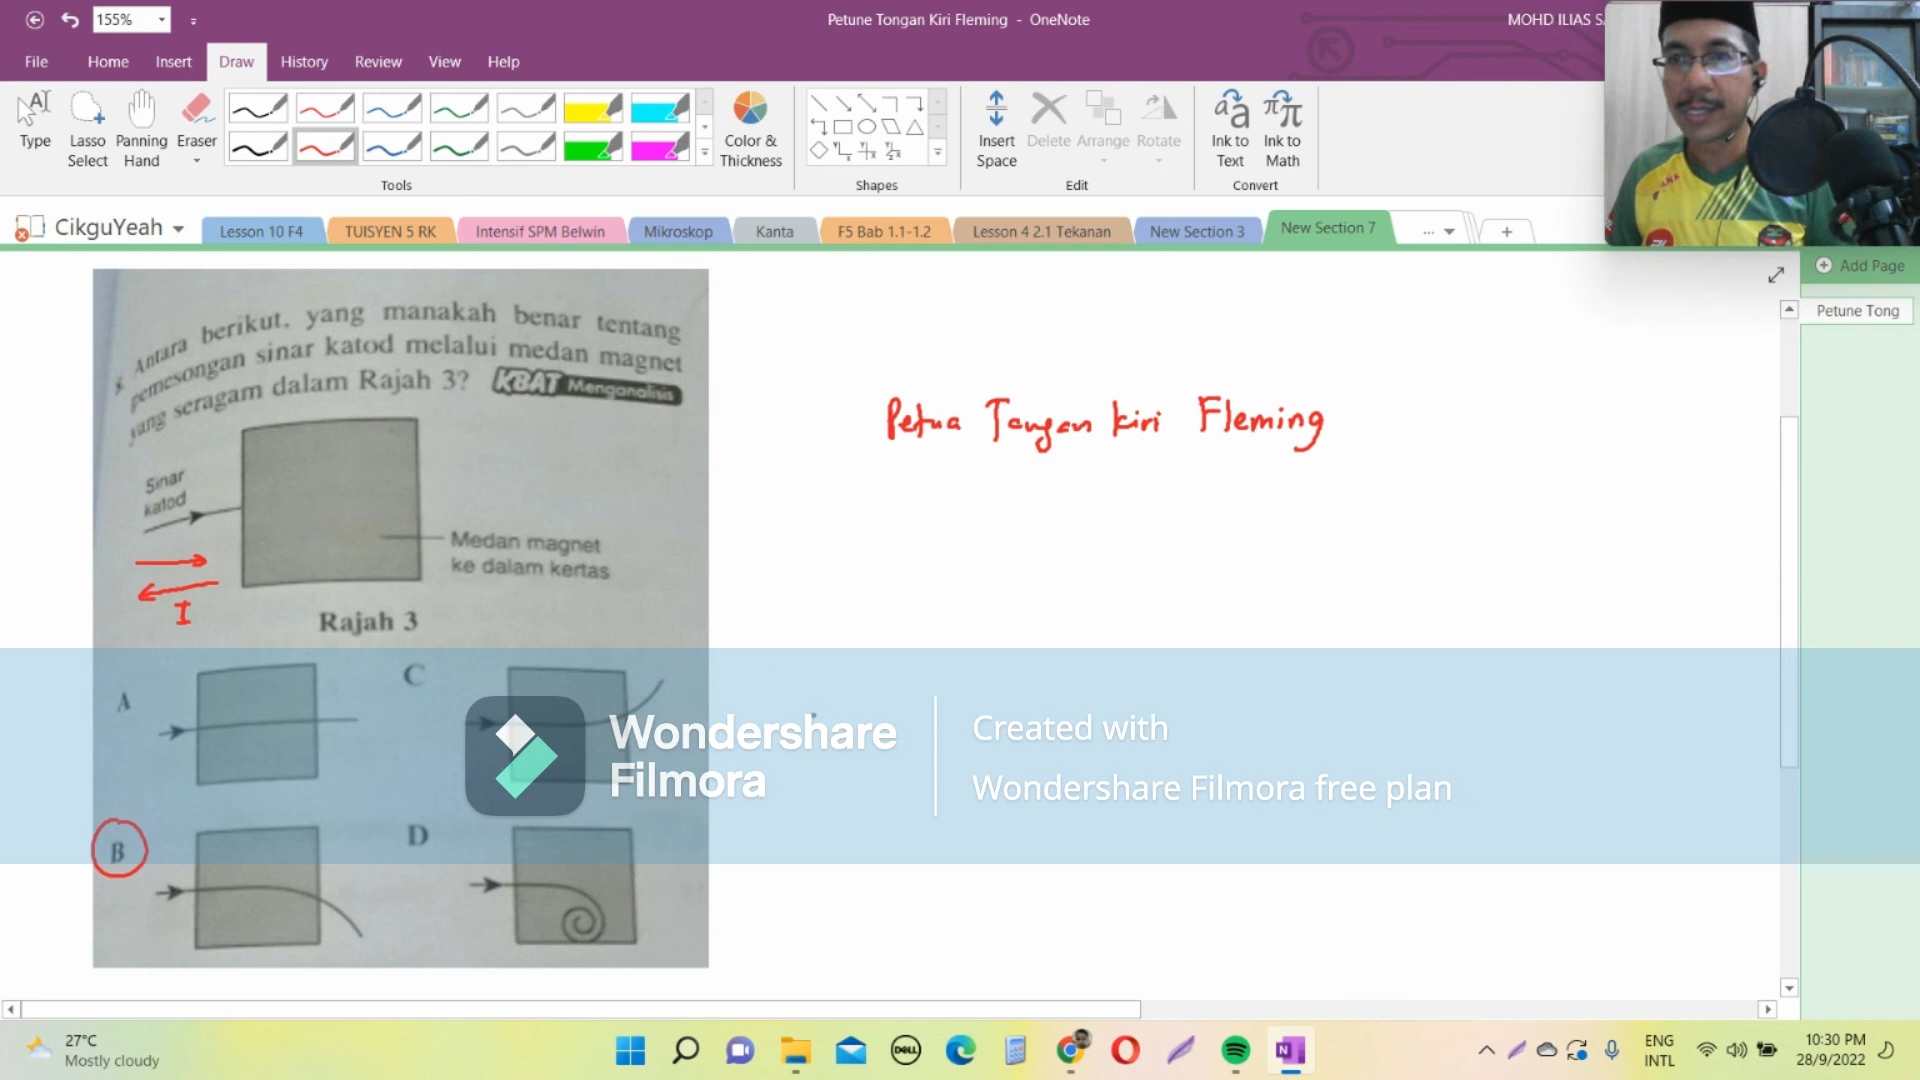 155%
Petune Tongan Kiri Fleming - OneNote
MOHD ILIAS S
File Home Insert Draw History Review View Help
Type
Lasso Select
Panning Hand
Eraser
Color & Thickness
Insert Space
Delete
Arrange
Rotate
Ink to Text
Ink to Math
Tools
Shapes
Edit
Convert
CikguYeah
Lesson 10 F4
TUISYEN 5 RK
Intensif SPM Belwin
Mikroskop
Kanta
F5 Bab 1.1-1.2
Lesson 4 2.1 Tekanan
New Section 3
New Section 7
...
+
Add Page
Petune Tong
Antara berikut, yang manakah benar tentang
pemesongan sinar katod melalui medan magnet
yang seragam dalam Rajah 3? KBAT Menganalisis
Sinar
katod
Medan magnet
ke dalam kertas
I
Rajah 3
Petua Tangan kiri Fleming
A
C
B
D
Wondershare
Filmora
Created with
Wondershare Filmora free plan
27°C
Mostly cloudy
DELL
N
ENG
INTL
10:30 PM
28/9/2022